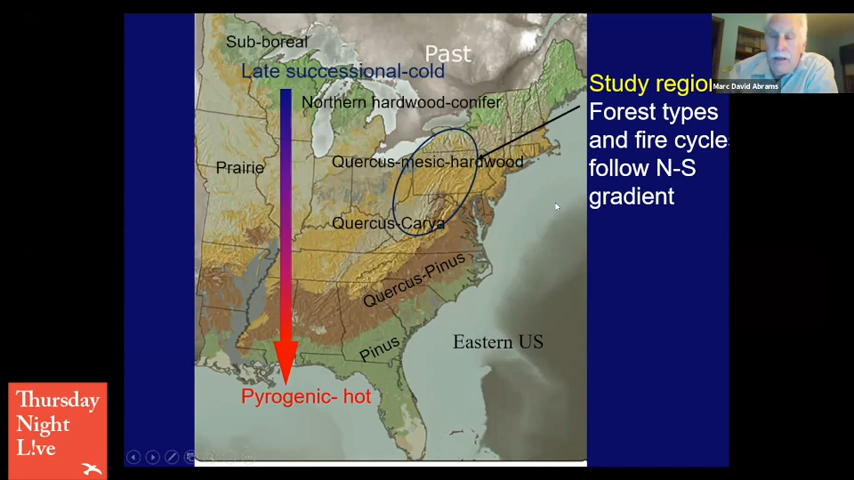 Sub-boreal
Past
Late successional-cold
Northern hardwood-conifer
Quercus-mesic-hardwood
Prairie
Quercus-Carya
Quercus-Pinus
Pinus
Eastern US
Pyrogenic- hot
Study region
Forest types
and fire cycle
follow N-S
gradient
Marc David Abrams
Thursday
Night
L!ve